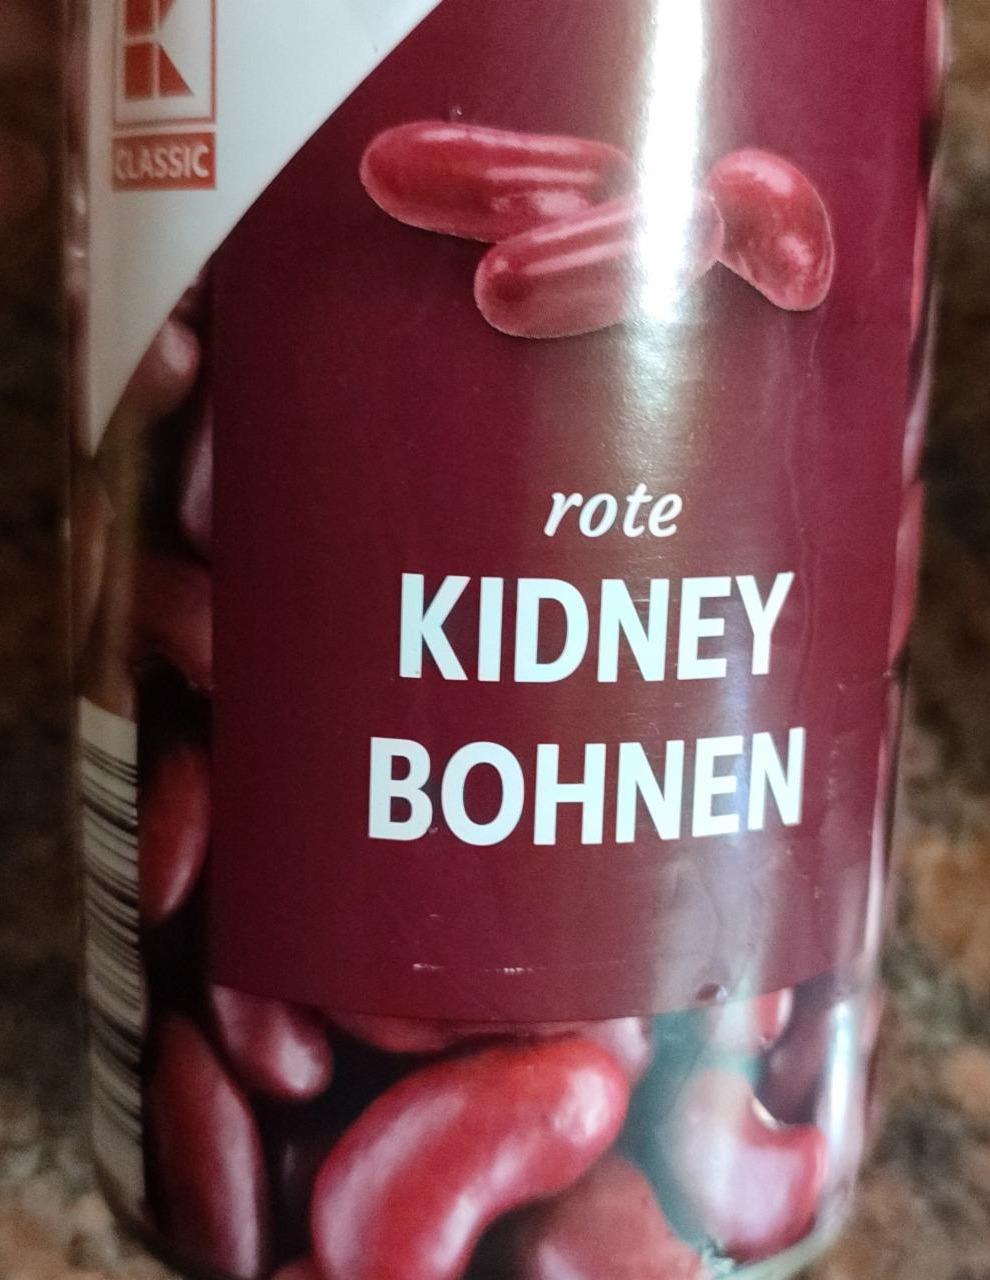 K
CLASSIC
rote
KIDNEY
BOHNEN